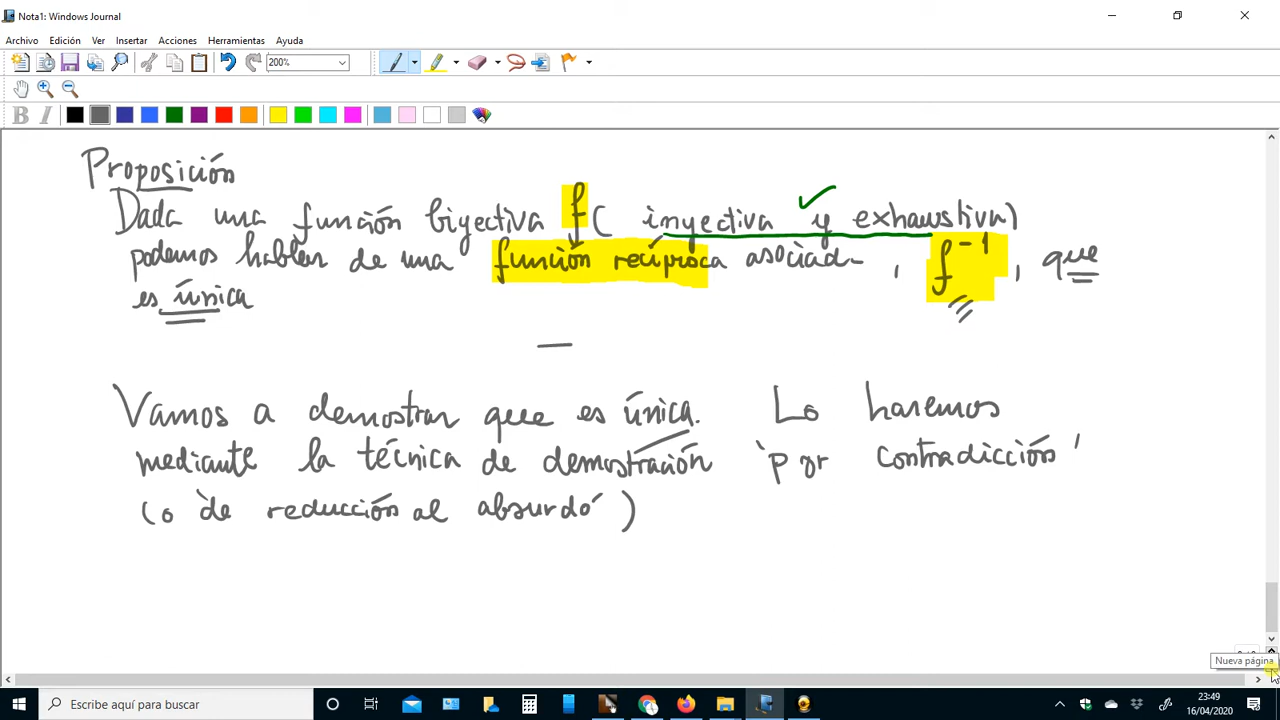 Nota1: Windows Journal
Archivo Edición Ver Insertar Acciones Herramientas Ayuda
200%
B I
Proposición
Dada una función biyectiva f ( inyectiva y exhaustiva)
podemos hablar de una función recíproca asociada, f⁻¹, que
es única
Vamos a demostrar que es única. Lo haremos
mediante la técnica de demostración 'por contradicción'
(o 'de reducción al absurdo')
Nueva página
Escribe aquí para buscar
23:49
16/04/2020